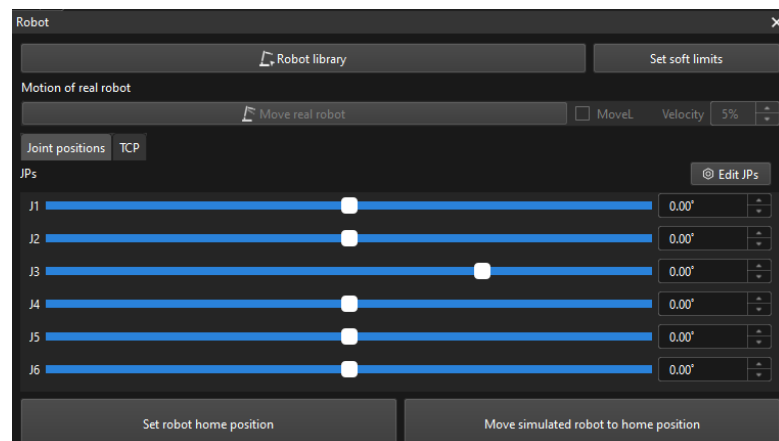 Robot
Robot library
Set soft limits
Motion of real robot
Move real robot
MoveL
Velocity
5%
Joint positions
TCP
JPs
Edit JPs
J1
0.00°
J2
0.00°
J3
0.00°
J4
0.00°
J5
0.00°
J6
0.00°
Set robot home position
Move simulated robot to home position